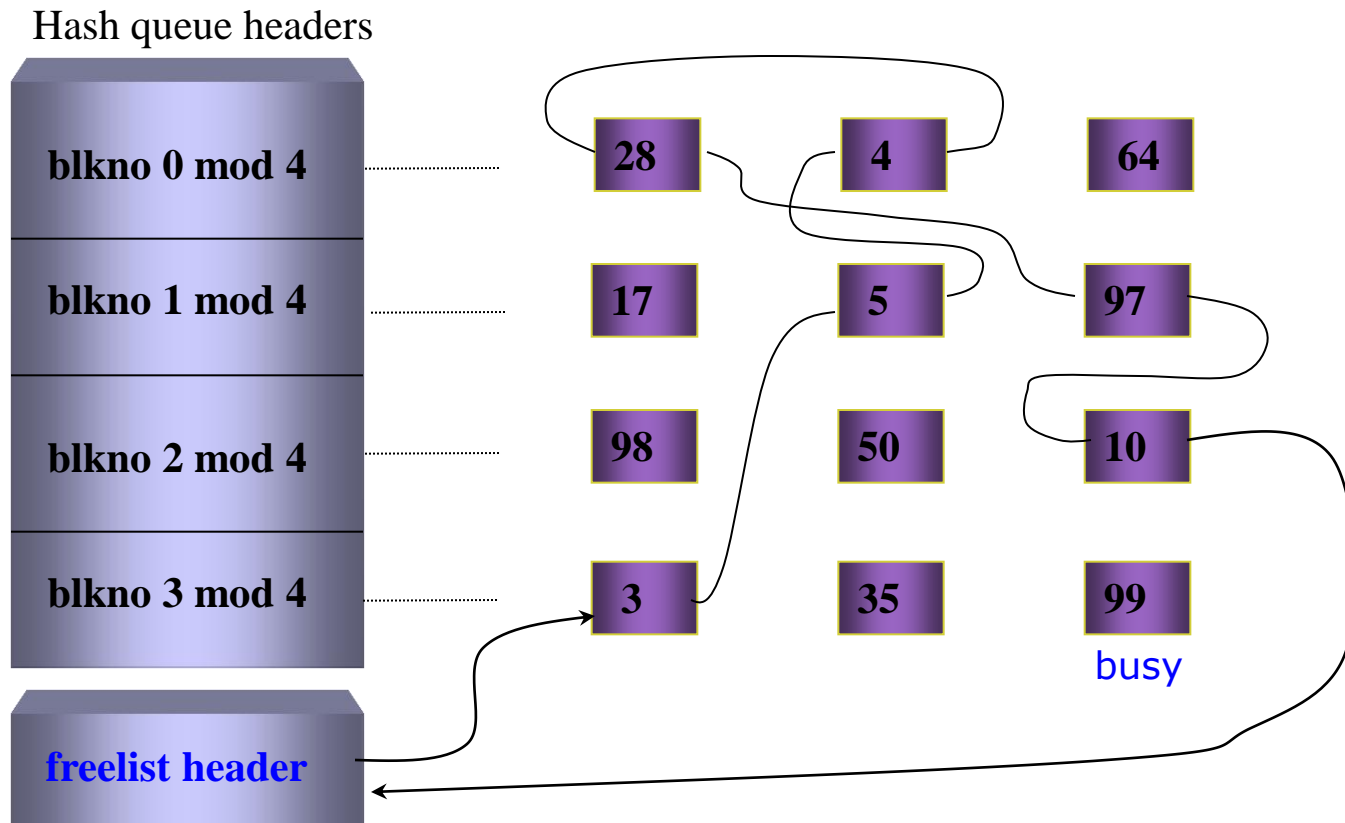 Hash queue headers
blkno 0 mod 4
28 4 64
blkno 1 mod 4
17 5 97
blkno 2 mod 4
98 50 10
blkno 3 mod 4
3 35 99
busy
freelist header